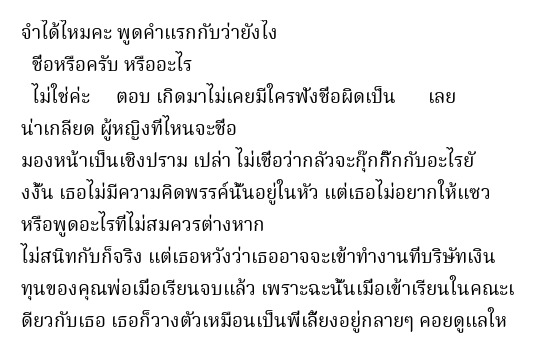 จำได้ไหมคะ พูดคำแรกกับว่ายังไง
ชื่อหรือครับ หรืออะไร
ไม่ใช่ค่ะ ตอบ เกิดมาไม่เคยมีใครฟังชื่อผิดเป็น เลย
น่าเกลียด ผู้หญิงที่ไหนจะชื่อ
มองหน้าเป็นเชิงปราม เปล่า ไม่เชื่อว่ากลัวจะกุ๊กกิ๊กกับอะไรยั
งงั้น เธอไม่มีความคิดพรรค์นั้นอยู่ในหัว แต่เธอไม่อยากให้แซว
หรือพูดอะไรที่ไม่สมควรต่างหาก
ไม่สนิทกับก็จริง แต่เธอหวังว่าเธออาจจะเข้าทำงานที่บริษัทเงิน
ทุนของคุณพ่อเมื่อเรียนจบแล้ว เพราะฉะนั้นเมื่อเข้าเรียนในคณะเ
ดียวกับเธอ เธอก็วางตัวเหมือนเป็นพี่เลี้ยงอยู่กลายๆ คอยดูแลให